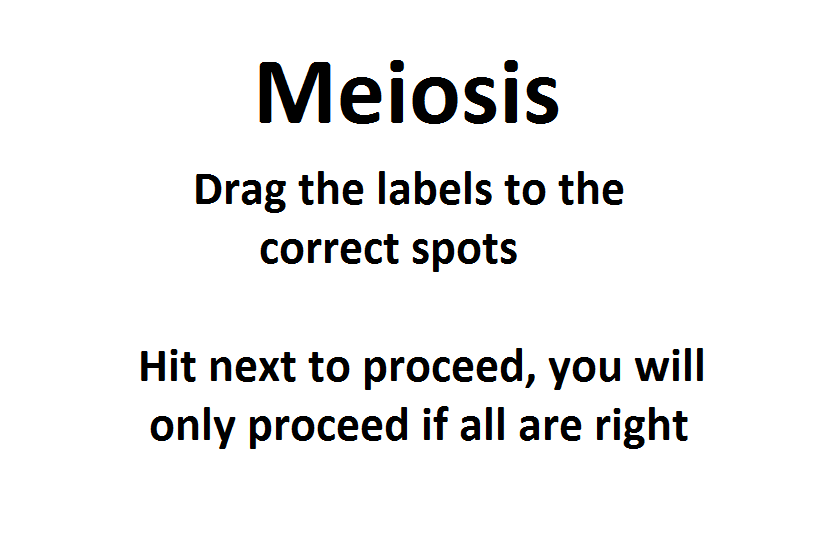 Meiosis
Drag the labels to the
correct spots
Hit next to proceed, you will
only proceed if all are right